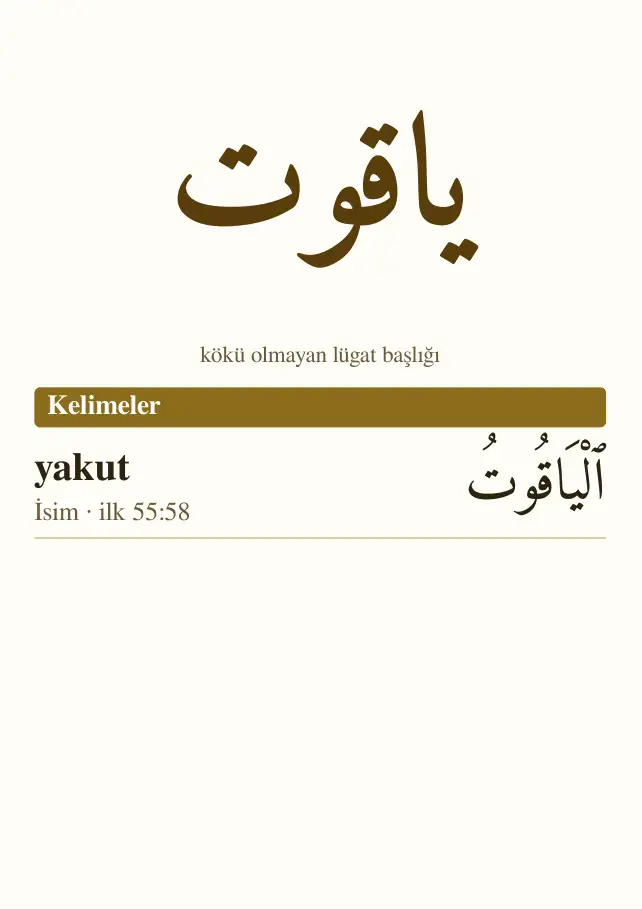 ياقوت
kökü olmayan lügat başlığı
Kelimeler
yakut
ٱلْيَاقُوتُ
İsim · ilk 55:58